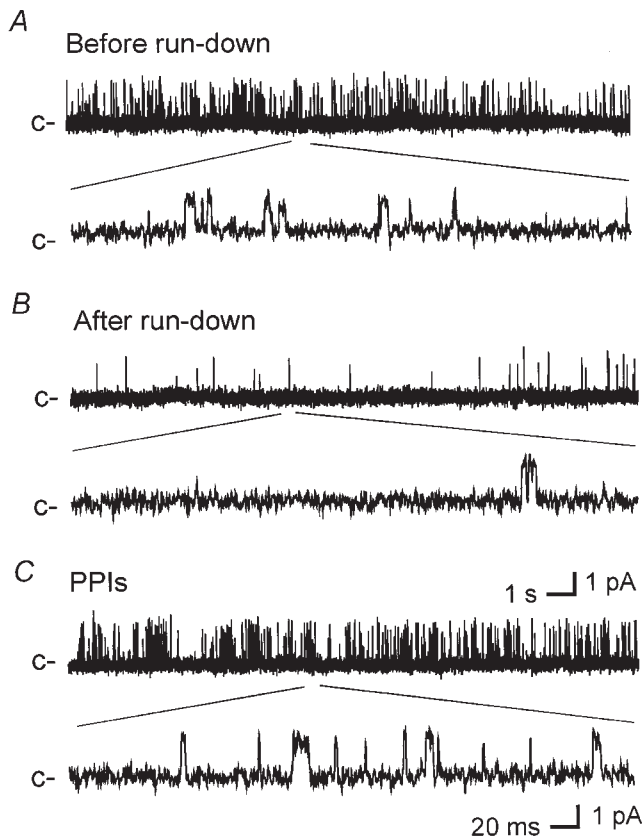 A
Before run-down
c-
c-
B
After run-down
c-
c-
C
PPIs
1 s 1 pA
c-
c-
20 ms 1 pA